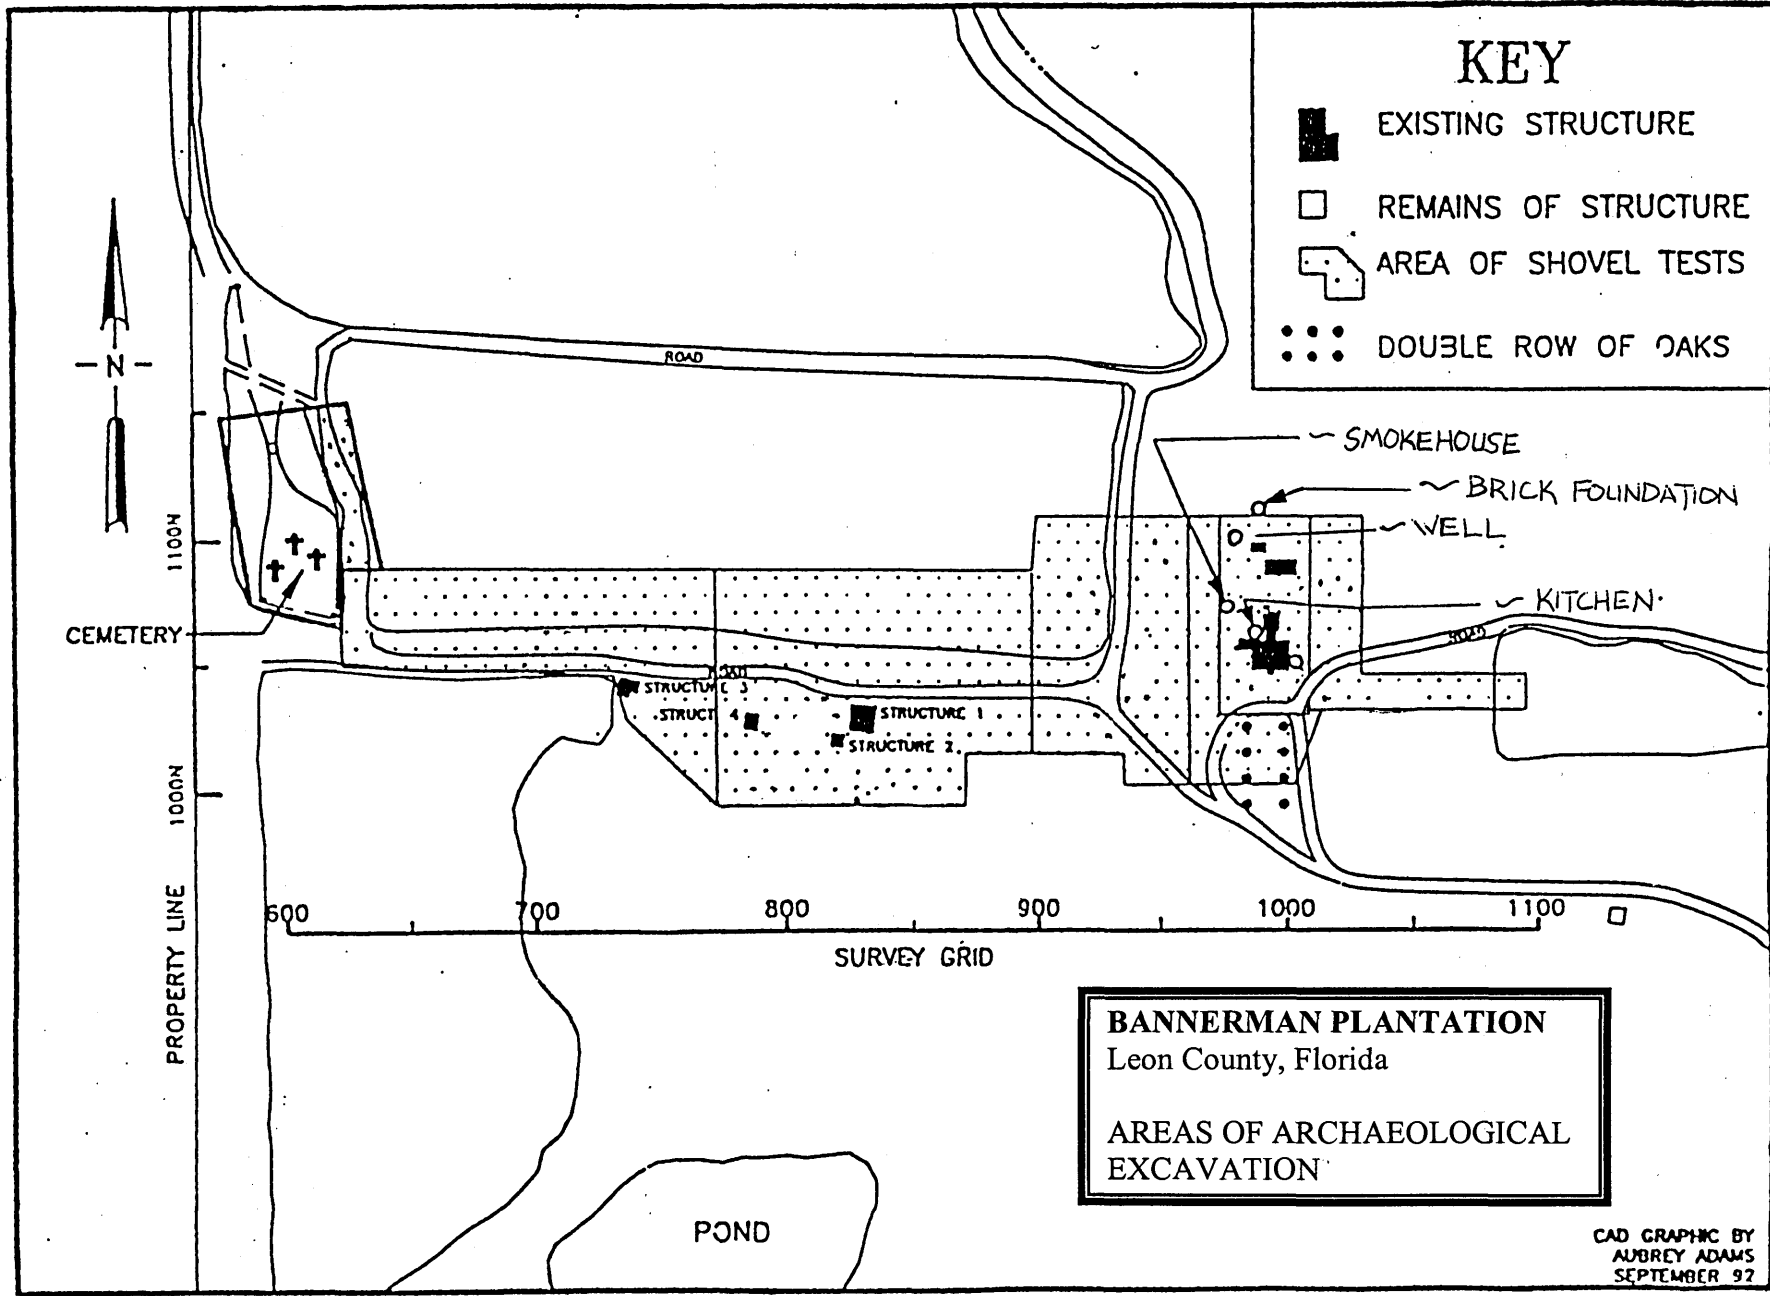 KEY
EXISTING STRUCTURE
REMAINS OF STRUCTURE
AREA OF SHOVEL TESTS
DOUBLE ROW OF OAKS
N
ROAD
SMOKEHOUSE
BRICK FOUNDATION
WELL
KITCHEN
1100N
CEMETERY
ROAD
ROAD
STRUCTURE 3
STRUCT. 4
STRUCTURE 1
STRUCTURE 2
PROPERTY LINE 1000N
600 700 800 900 1000 1100
SURVEY GRID
BANNERMAN PLANTATION
Leon County, Florida
AREAS OF ARCHAEOLOGICAL
EXCAVATION
POND
CAD GRAPHIC BY
AUBREY ADAMS
SEPTEMBER 92